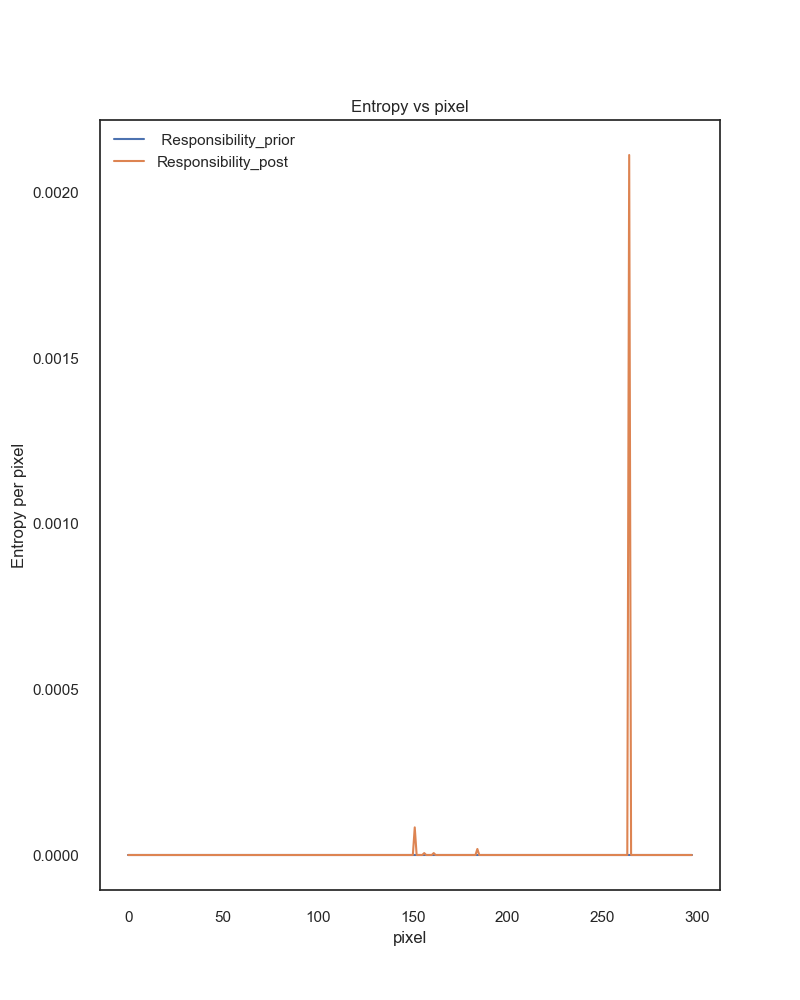 Entropy vs pixel
Responsibility_prior
Responsibility_post
0.0020
0.0015
0.0010
0.0005
0.0000
Entropy per pixel
0 50 100 150 200 250 300
pixel